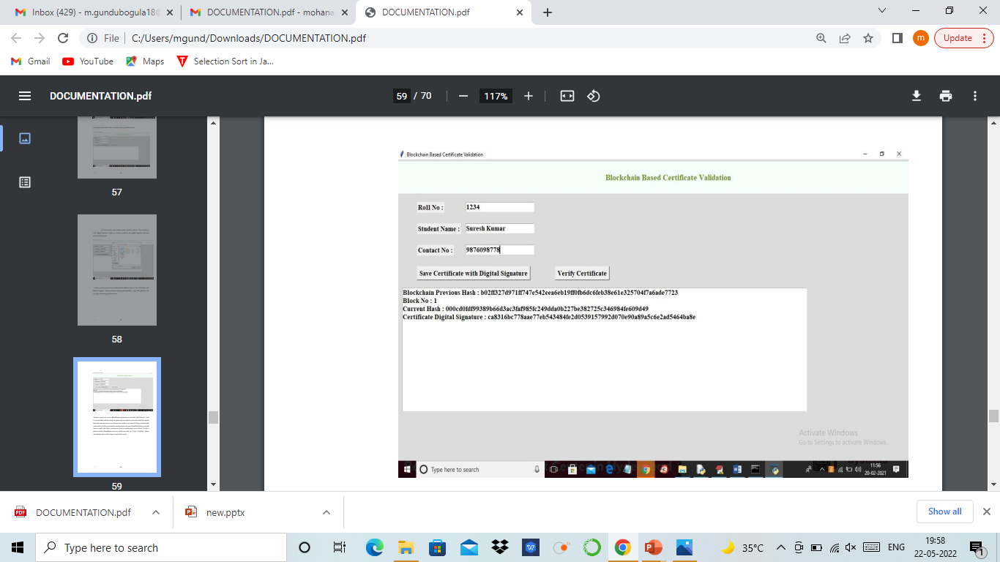 Inbox (429) - m.gundubogula18@
DOCUMENTATION.pdf - mohana
DOCUMENTATION.pdf
File
C:/Users/mgund/Downloads/DOCUMENTATION.pdf
m
Update
Gmail
YouTube
Maps
Selection Sort in Ja...
DOCUMENTATION.pdf
59 / 70
117%
57
58
59
Blockchain Based Certificate Validation
Blockchain Based Certificate Validation
Roll No : 1234
Student Name : Suresh Kumar
Contact No : 9876098778
Save Certificate with Digital Signature
Verify Certificate
Blockchain Previous Hash : b02ff327d971ff747e542eea6eb19ff0fb6dc6feb38e61e325704f7a6ade7723
Block No : 1
Current Hash : 000cd0fdf99389b66d3ac3faf985fc249dda0b227be382725c346984fe609d49
Certificate Digital Signature : ca8316bc778aae77eb543484fe2d0539157992d070e90a89a5c6e2ad5464ba8e
Activate Windows
Go to Settings to activate Windows.
Type here to search
11:56
20-02-2021
DOCUMENTATION.pdf
new.pptx
Show all
Type here to search
35°C
ENG
19:58
22-05-2022
1